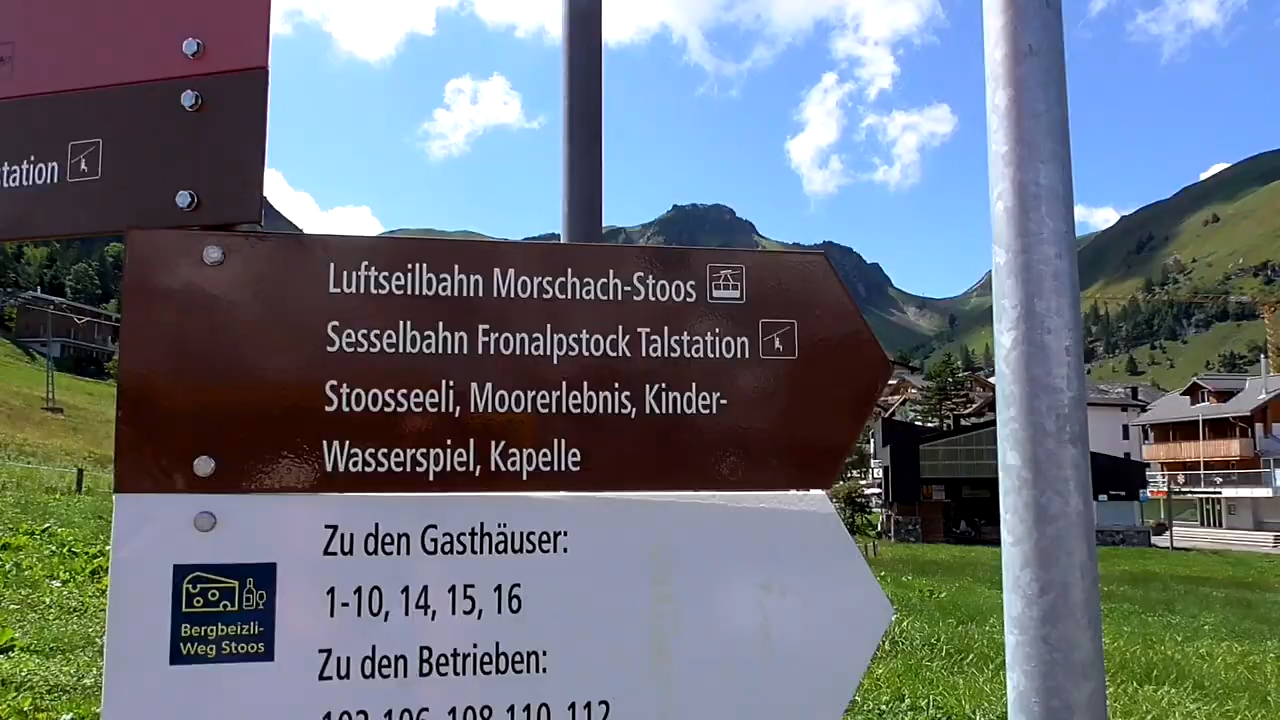 Luftseilbahn Morschach-Stoos
Sesselbahn Fronalpstock Talstation
Stoosseeli, Moorerlebnis, Kinder-
Wasserspiel, Kapelle
Zu den Gasthäuser:
1-10, 14, 15, 16
Bergbeizli-
Weg Stoos
Zu den Betrieben: